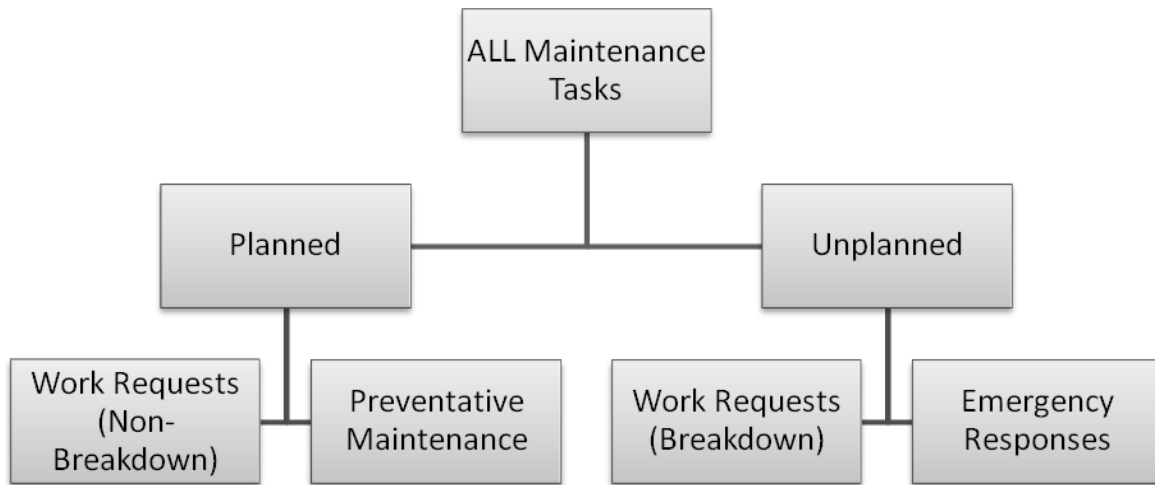 ALL Maintenance
Tasks
Planned
Unplanned
Work Requests
(Non-
Breakdown)
Preventative
Maintenance
Work Requests
(Breakdown)
Emergency
Responses